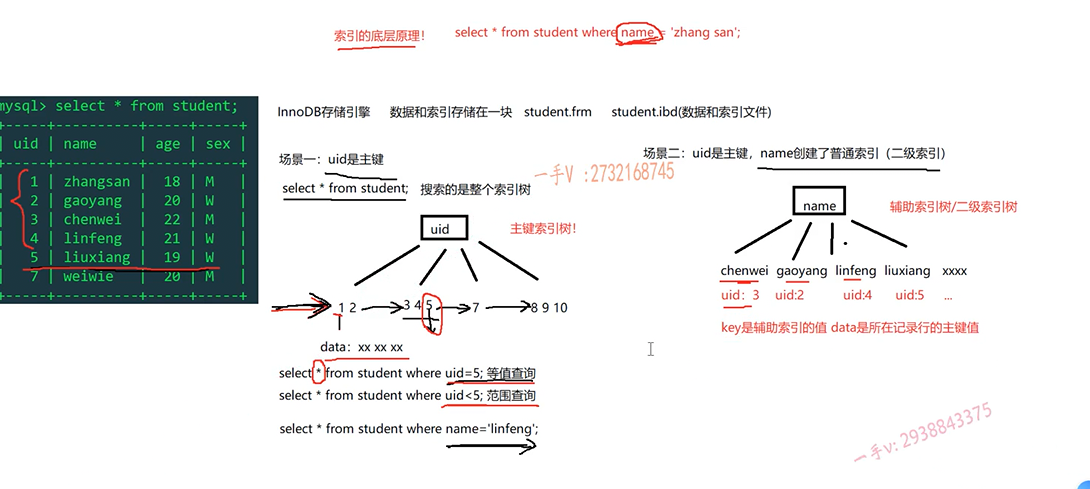 索引的底层原理！ select * from student where name = 'zhang san';
mysql> select * from student;
| uid | name | age | sex |
| 1 | zhangsan | 18 | M |
| 2 | gaoyang | 20 | W |
| 3 | chenwei | 22 | M |
| 4 | linfeng | 21 | W |
| 5 | liuxiang | 19 | W |
| 7 | weiwie | 20 | M |
InnoDB存储引擎 数据和索引存储在一块 student.frm student.ibd(数据和索引文件)
场景一：uid是主键
select * from student; 搜索的是整个索引树
uid
主键索引树！
1 2 3 4 5 7 8 9 10
data：xx xx xx
select * from student where uid=5; 等值查询
select * from student where uid<5; 范围查询
select * from student where name='linfeng';
场景二：uid是主键，name创建了普通索引（二级索引）
name
辅助索引树/二级索引树
chenwei gaoyang linfeng liuxiang xxxx
uid：3 uid:2 uid:4 uid:5 ...
key是辅助索引的值 data是所在记录行的主键值
一手V :2732168745
一手v: 2938843375